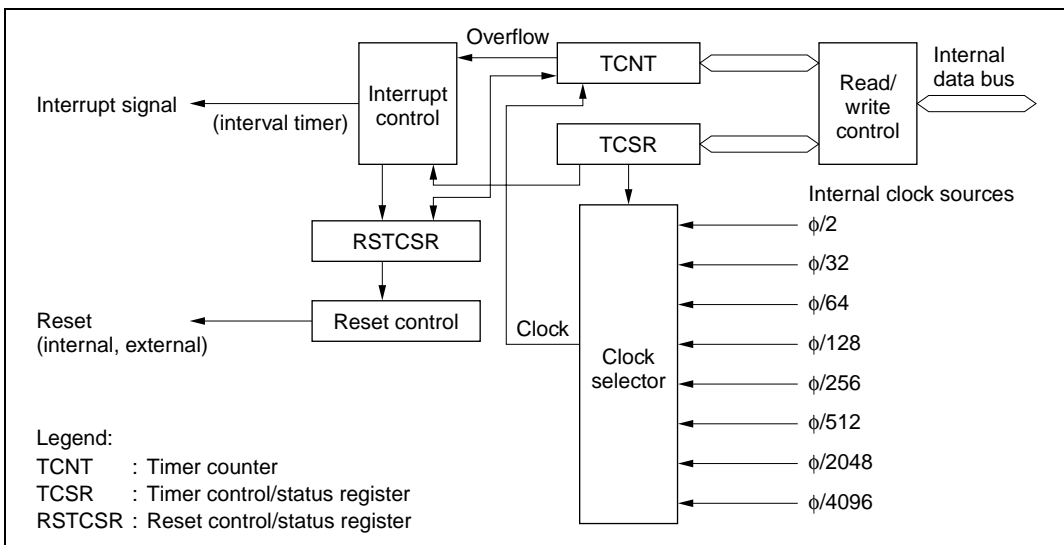 Overflow
TCNT
Internal
data bus
Read/
write
control
Interrupt
control
Interrupt signal
(interval timer)
TCSR
Internal clock sources
RSTCSR
Reset control
Reset
(internal, external)
Clock
Clock
selector
ϕ/2
ϕ/32
ϕ/64
ϕ/128
ϕ/256
ϕ/512
ϕ/2048
ϕ/4096
Legend:
TCNT : Timer counter
TCSR : Timer control/status register
RSTCSR : Reset control/status register